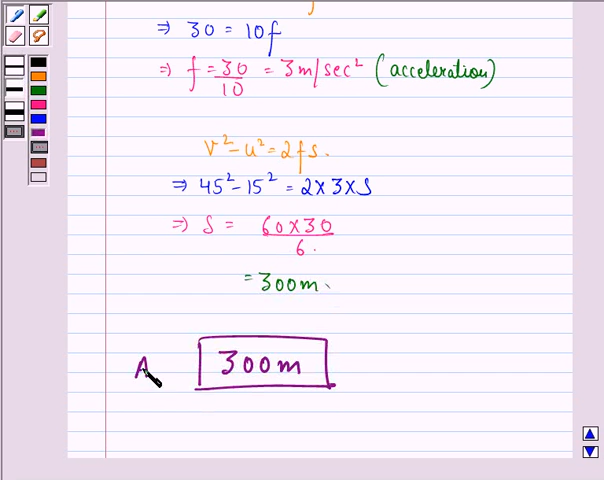 ⇒ 30 = 10f
⇒ f = 30/10 = 3m/sec² (acceleration)
v² - u² = 2fs.
⇒ 45² - 15² = 2 × 3 × S
⇒ S = 60 × 30 / 6.
= 300m.
A 300m